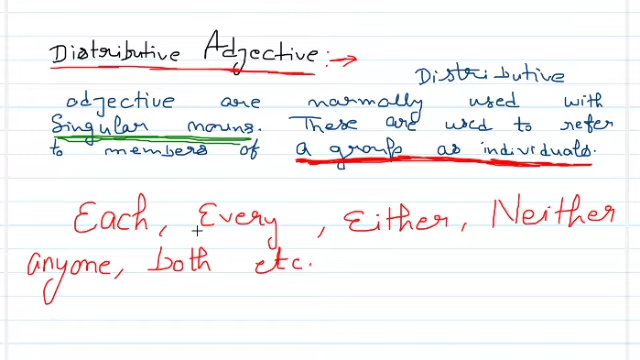 Distributive Adjective :→
Distributive
adjective are normally used with
Singular nouns. These are used to refer
to members of a group as individuals.
Each, Every, Either, Neither
anyone, both etc.